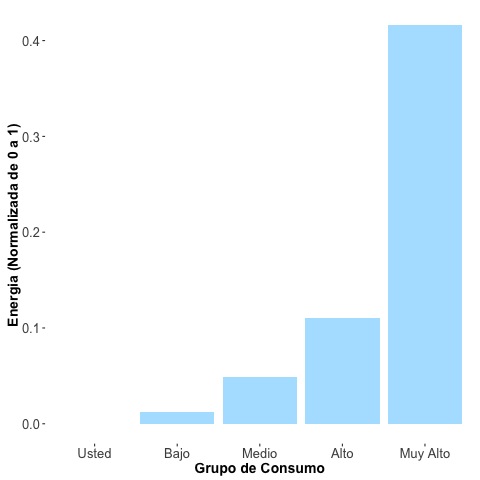 Energia (Normalizada de 0 a 1)
0.4
0.3
0.2
0.1
0.0
Usted Bajo Medio Alto Muy Alto
Grupo de Consumo